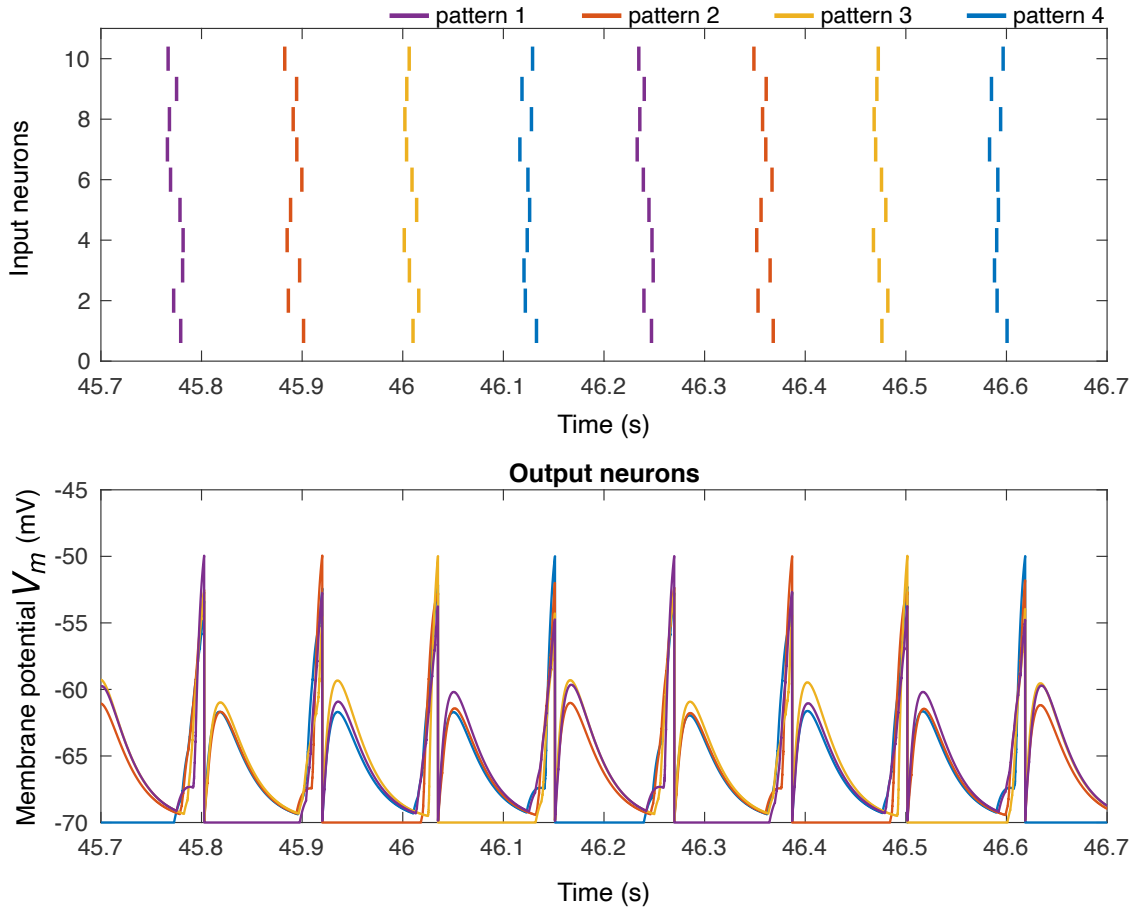 pattern 1 pattern 2 pattern 3 pattern 4
10
8
6
4
2
0
Input neurons
45.7 45.8 45.9 46 46.1 46.2 46.3 46.4 46.5 46.6 46.7
Time (s)
Output neurons
-45
-50
-55
-60
-65
-70
Membrane potential V_m (mV)
45.7 45.8 45.9 46 46.1 46.2 46.3 46.4 46.5 46.6 46.7
Time (s)